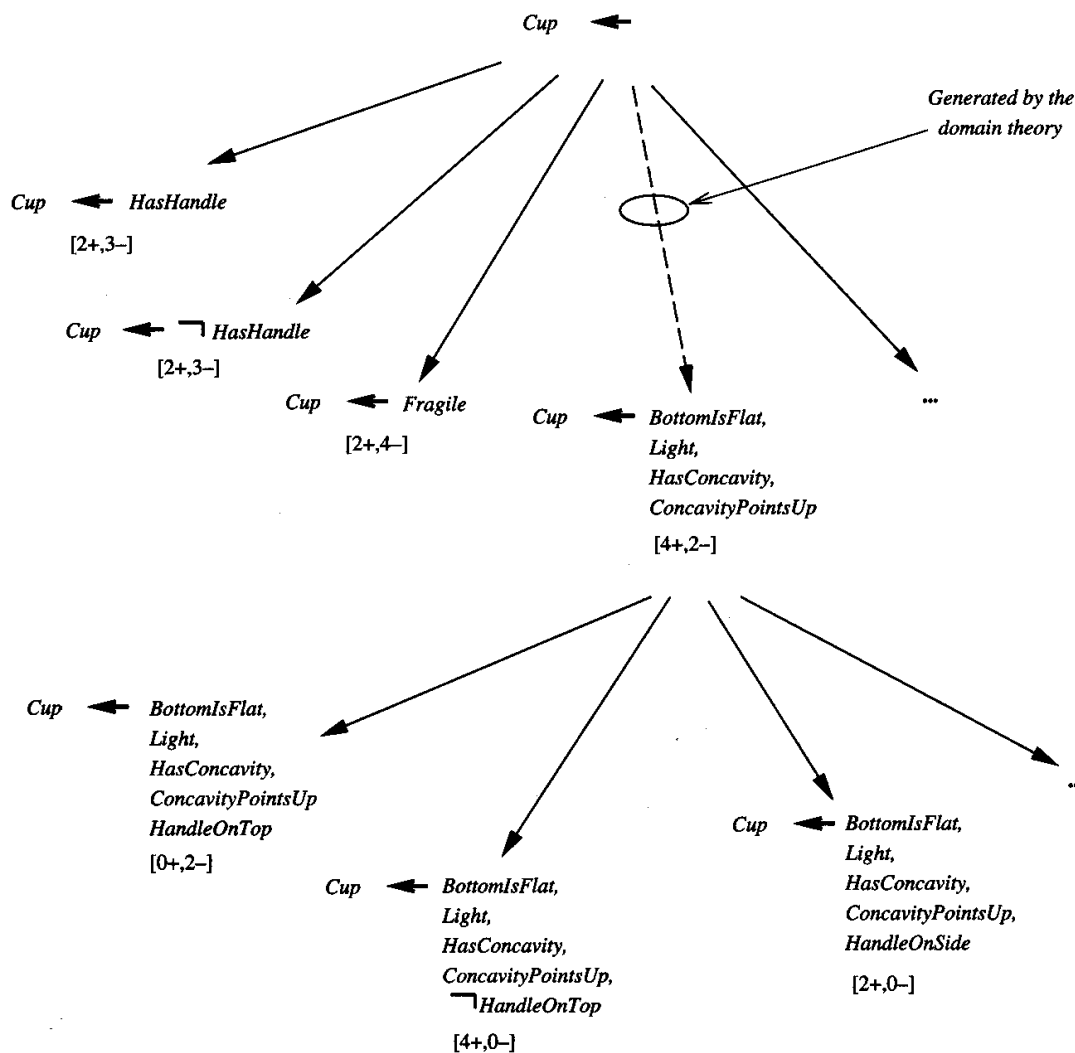 Cup ←
Generated by the
domain theory
Cup ← HasHandle
[2+,3–]
Cup ← ¬HasHandle
[2+,3–]
Cup ← Fragile
[2+,4–]
Cup ← BottomIsFlat,
Light,
HasConcavity,
ConcavityPointsUp
[4+,2–]
...
Cup ← BottomIsFlat,
Light,
HasConcavity,
ConcavityPointsUp
HandleOnTop
[0+,2–]
Cup ← BottomIsFlat,
Light,
HasConcavity,
ConcavityPointsUp,
¬HandleOnTop
[4+,0–]
Cup ← BottomIsFlat,
Light,
HasConcavity,
ConcavityPointsUp,
HandleOnSide
[2+,0–]
..